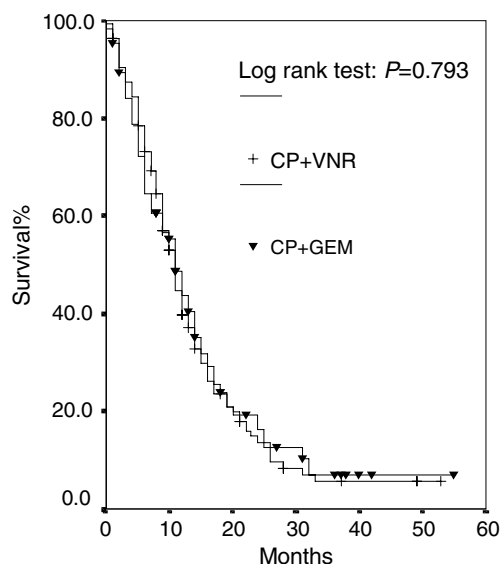 100.0
80.0
60.0
40.0
20.0
0.0
Survival%
Log rank test: P=0.793
CP+VNR
CP+GEM
0 10 20 30 40 50 60
Months